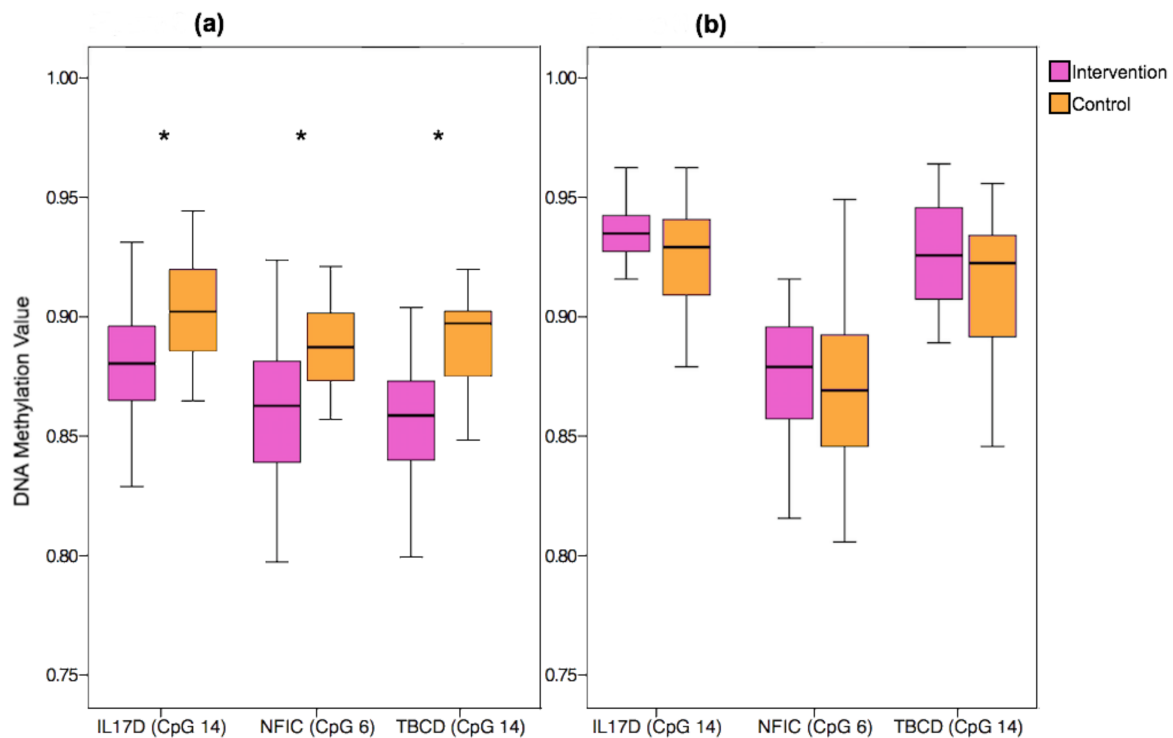 (a)
(b)
Intervention
Control
DNA Methylation Value
1.00
0.95
0.90
0.85
0.80
0.75
* * *
IL17D (CpG 14) NFIC (CpG 6) TBCD (CpG 14)
1.00
0.95
0.90
0.85
0.80
0.75
IL17D (CpG 14) NFIC (CpG 6) TBCD (CpG 14)